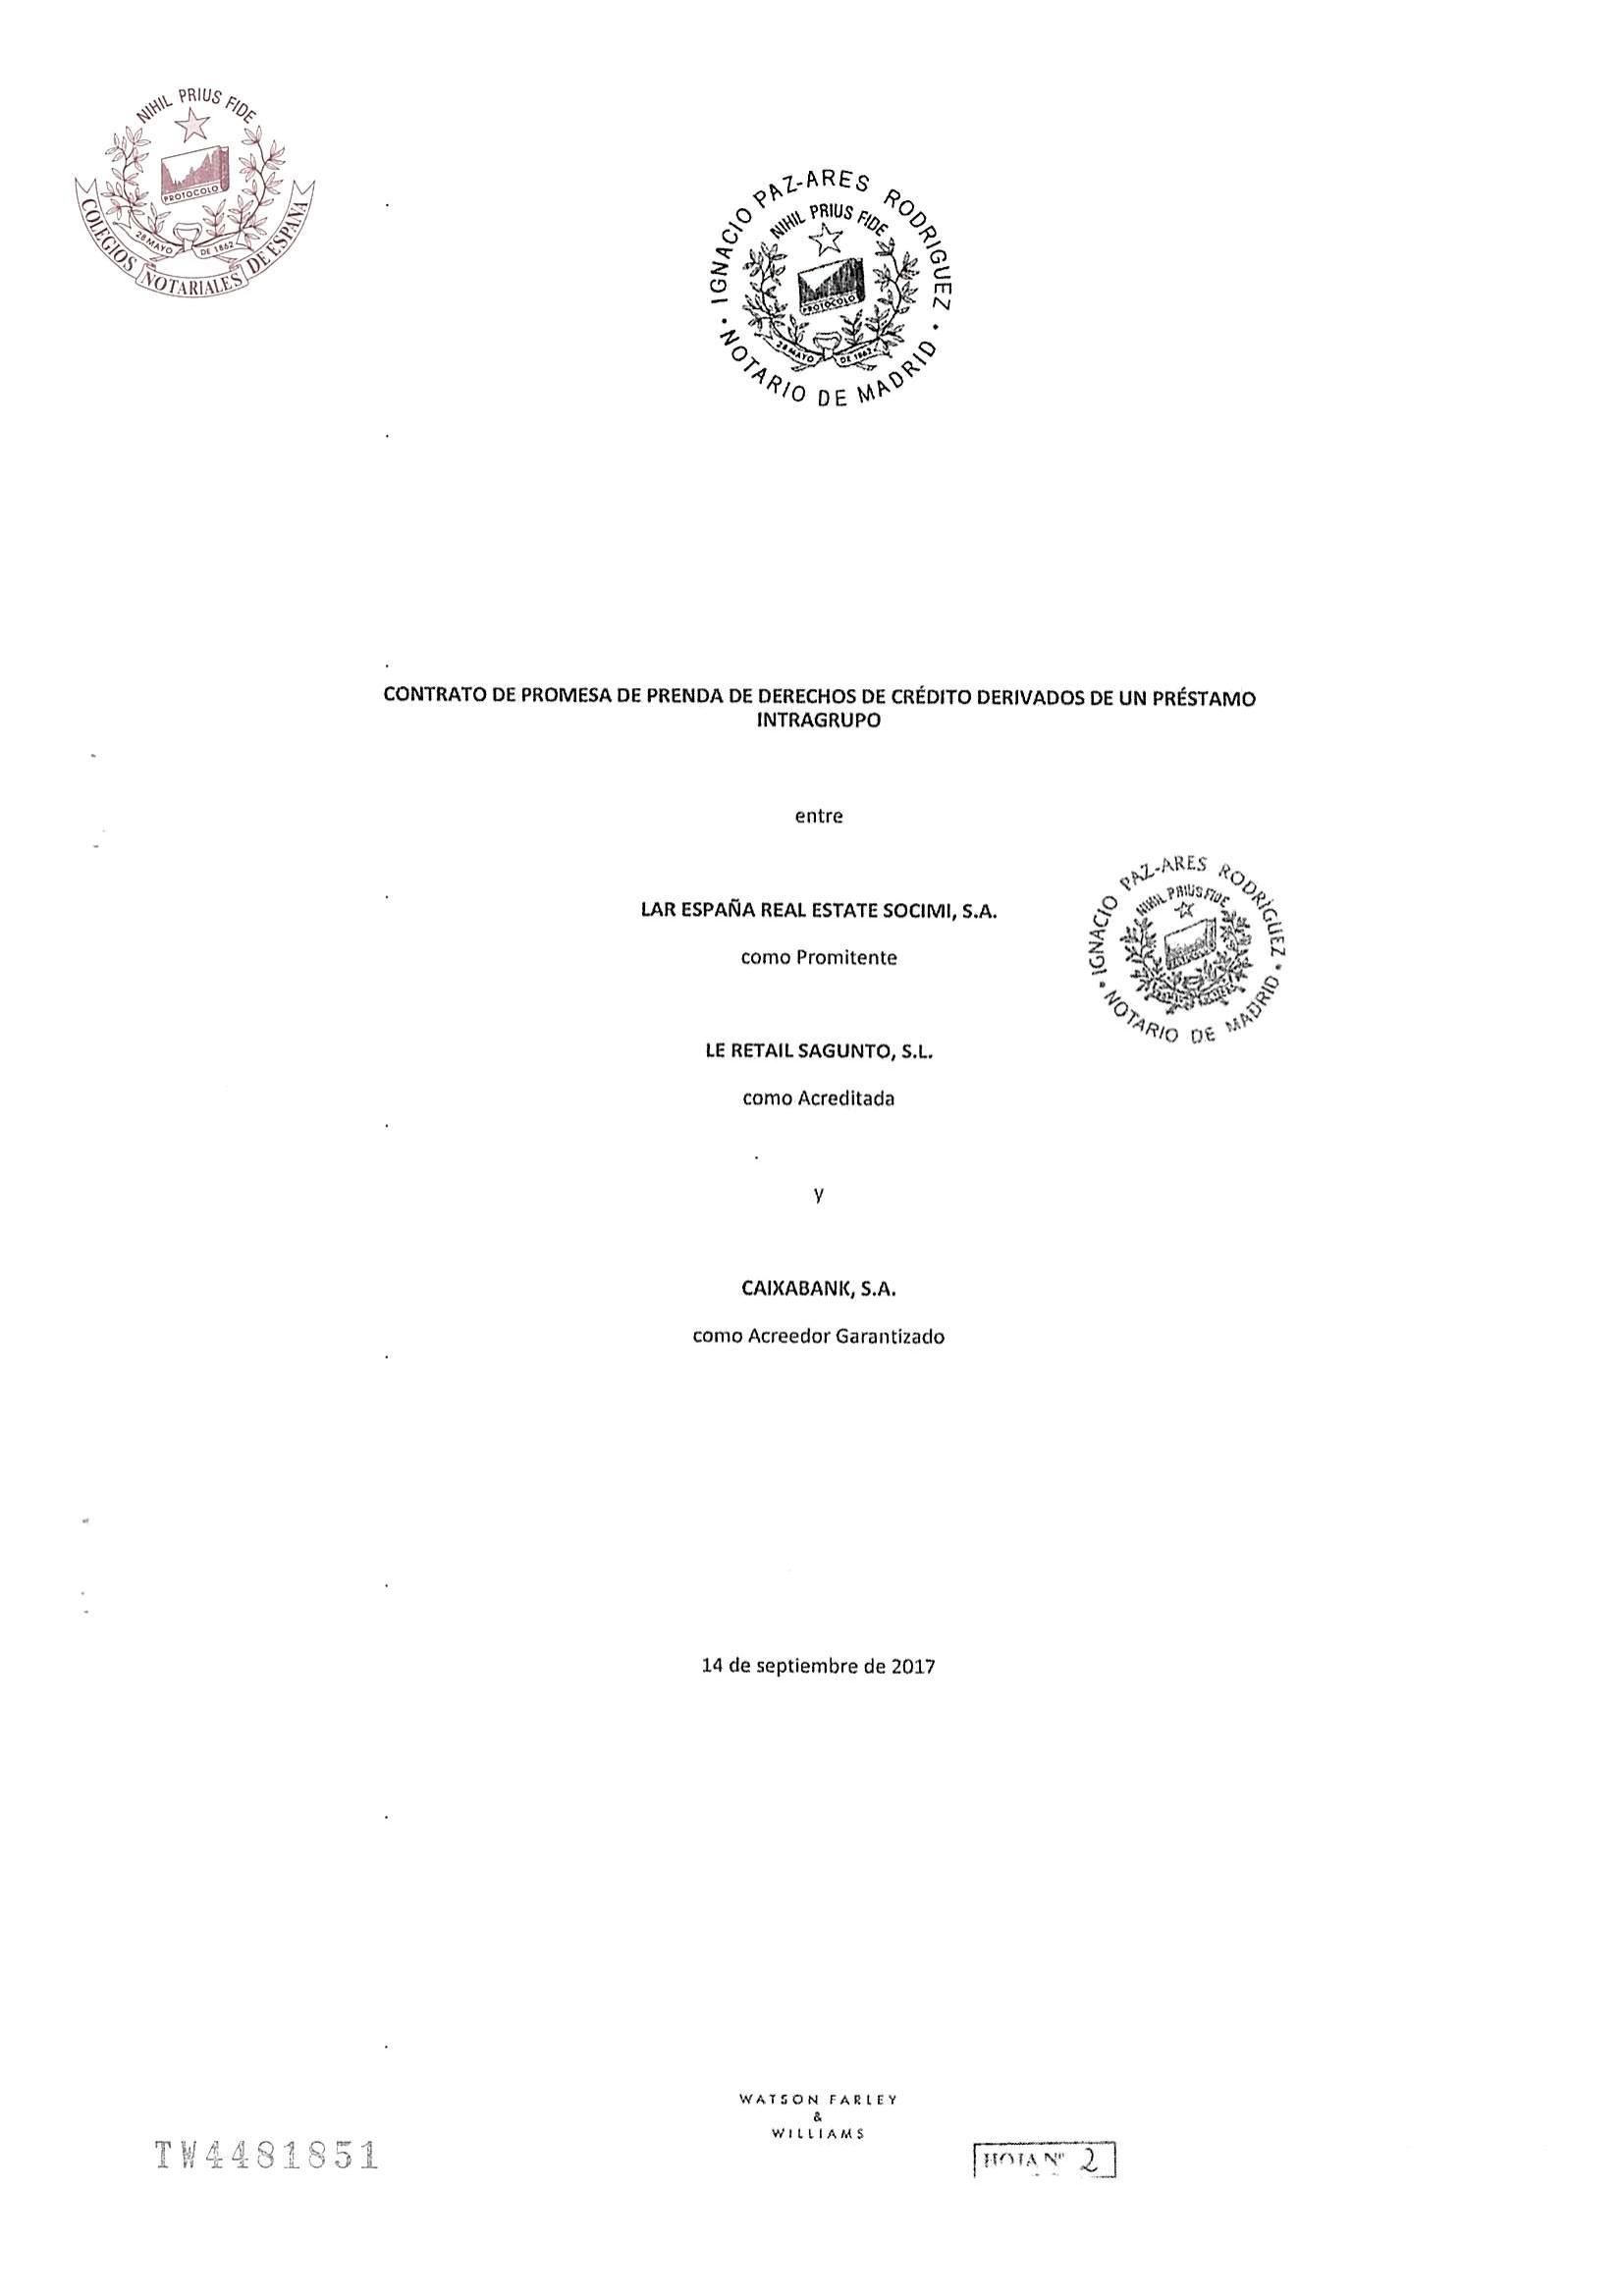 NIHIL PRIUS FIDE
PROTOCOLO
28 MAYO DE 1862
COLEGIOS NOTARIALES DE ESPAÑA
IGNACIO PAZ-ARES RODRIGUEZ
NIHIL PRIUS FIDE
PROTOCOLO
28 MAYO DE 1862
NOTARIO DE MADRID
CONTRATO DE PROMESA DE PRENDA DE DERECHOS DE CRÉDITO DERIVADOS DE UN PRÉSTAMO
INTRAGRUPO
entre
LAR ESPAÑA REAL ESTATE SOCIMI, S.A.
como Promitente
IGNACIO PAZ-ARES RODRÍGUEZ
NIHIL PRIUS FIDE
NOTARIO DE MADRID
LE RETAIL SAGUNTO, S.L.
como Acreditada
y
CAIXABANK, S.A.
como Acreedor Garantizado
14 de septiembre de 2017
WATSON FARLEY
&
WILLIAMS
TW4481851
HOJA Nº 2